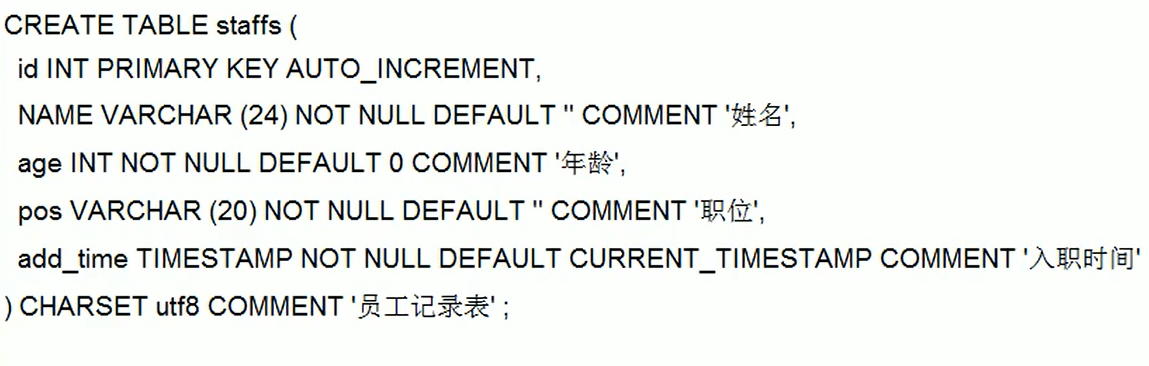 CREATE TABLE staffs (
id INT PRIMARY KEY AUTO_INCREMENT,
NAME VARCHAR (24) NOT NULL DEFAULT '' COMMENT '姓名',
age INT NOT NULL DEFAULT 0 COMMENT '年龄',
pos VARCHAR (20) NOT NULL DEFAULT '' COMMENT '职位',
add_time TIMESTAMP NOT NULL DEFAULT CURRENT_TIMESTAMP COMMENT '入职时间'
) CHARSET utf8 COMMENT '员工记录表' ;